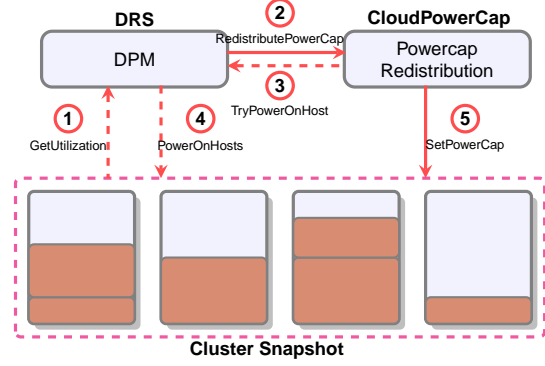 DRS
CloudPowerCap
2
RedistributePowerCap
DPM
Powercap
Redistribution
3
TryPowerOnHost
1
GetUtilization
4
PowerOnHosts
5
SetPowerCap
Cluster Snapshot